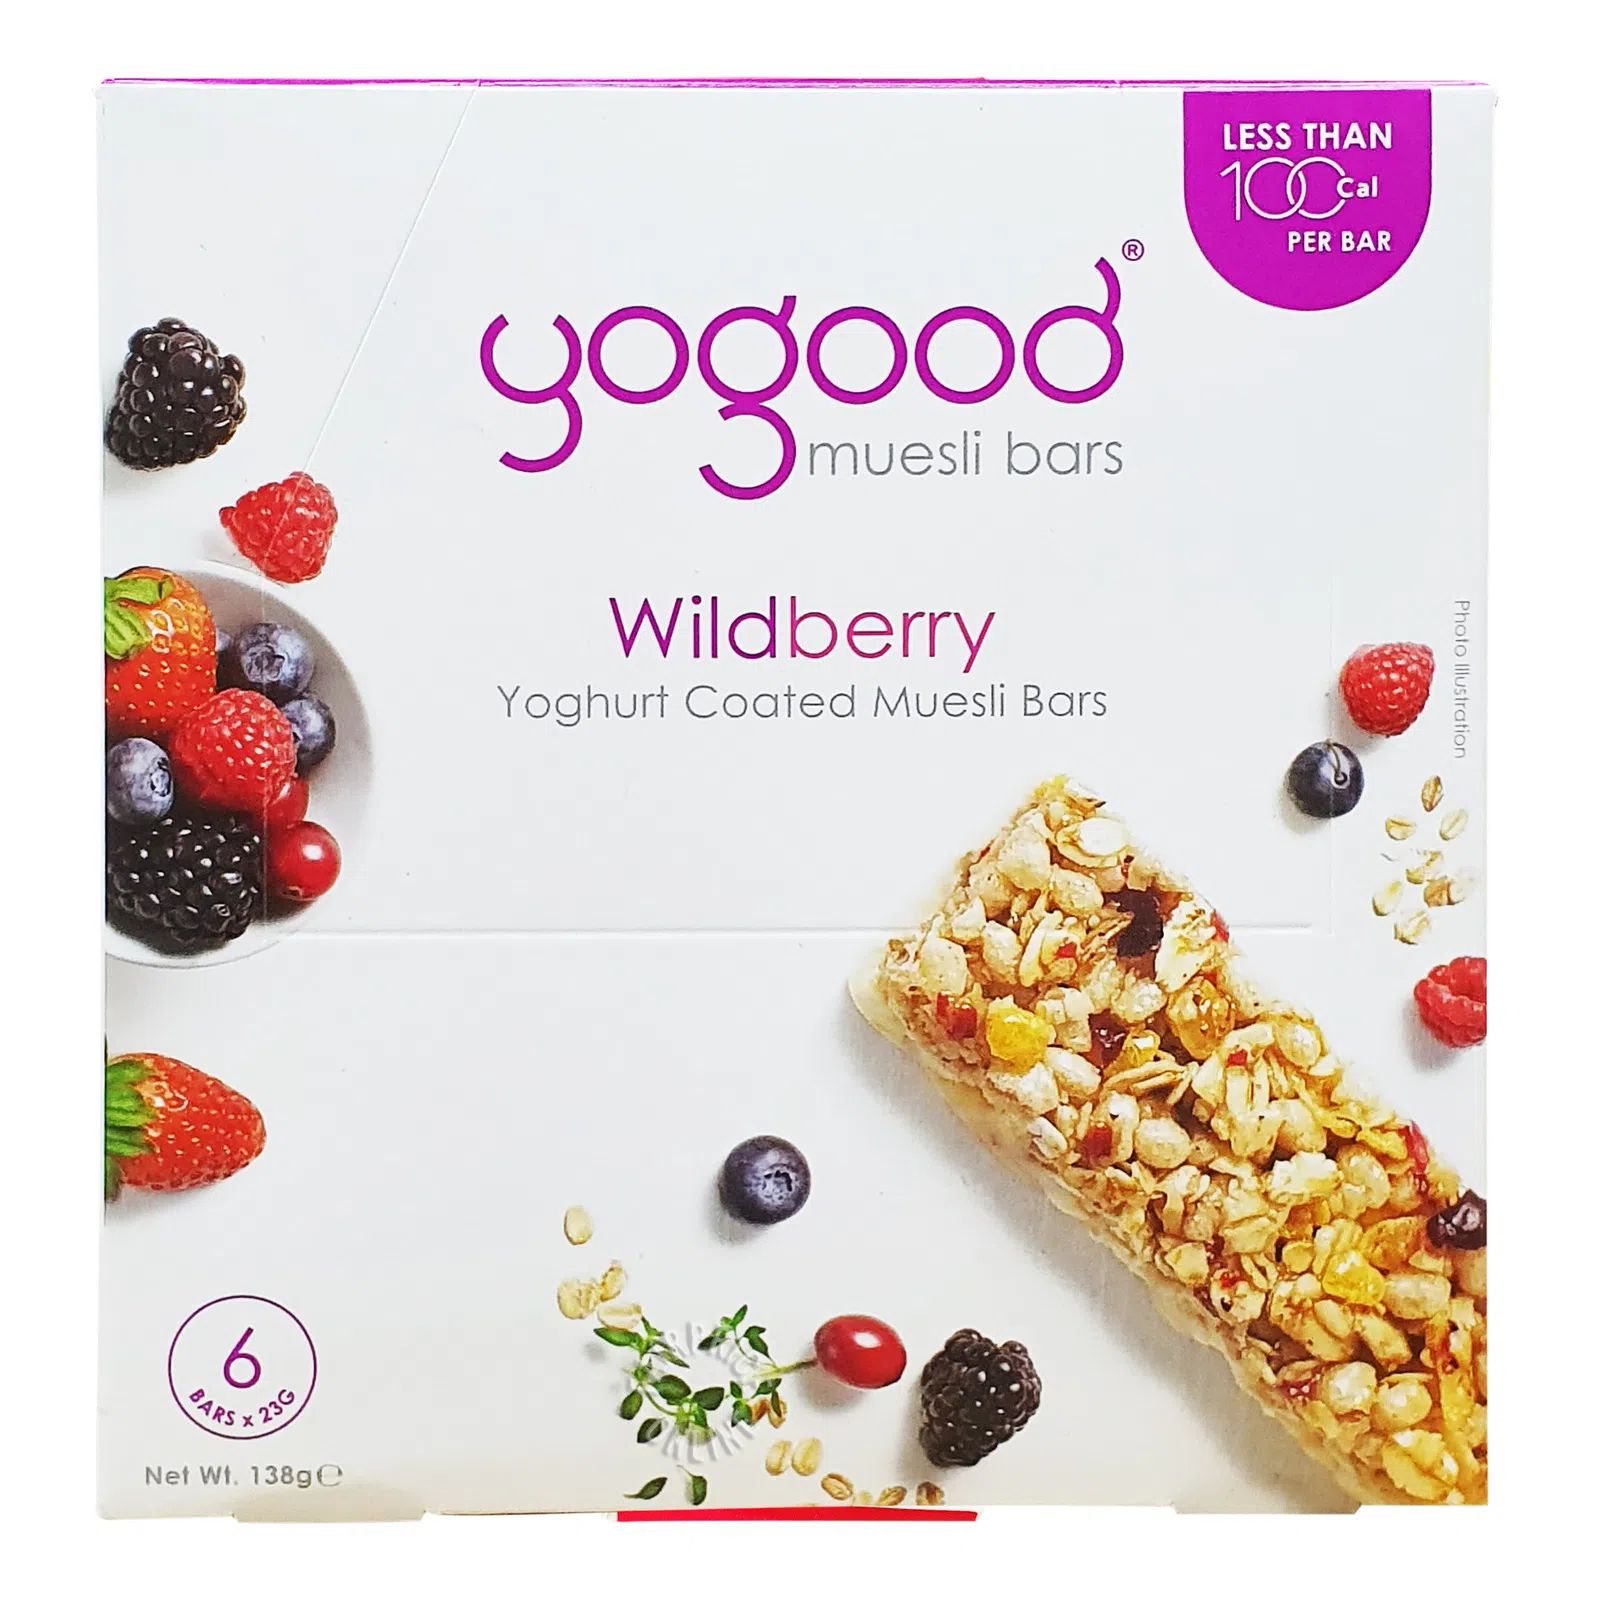 LESS THAN
100 Cal
PER BAR
yogood®
muesli bars
Wildberry
Yoghurt Coated Muesli Bars
Photo Illustration
6
BARS x 23G
Net Wt. 138g℮